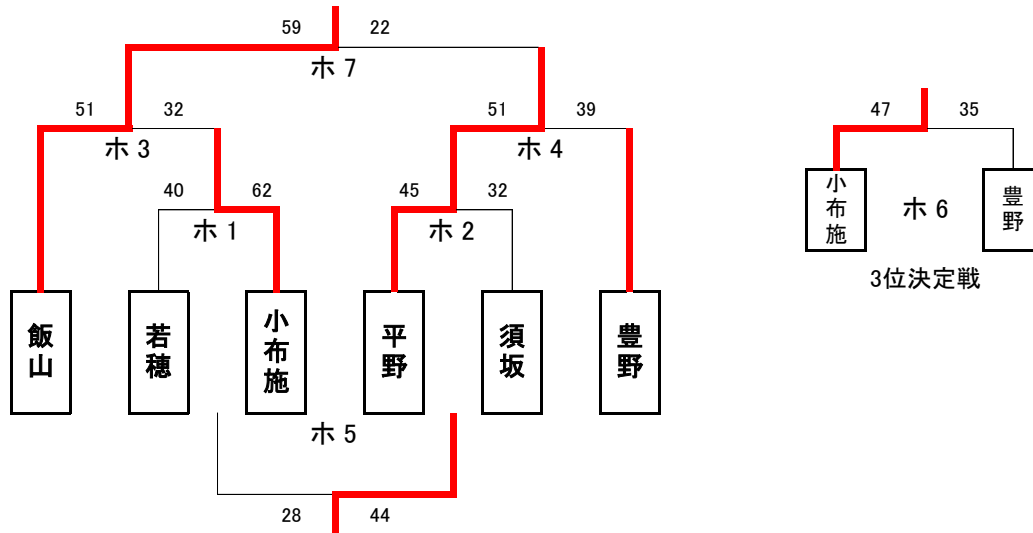 59 22
ホ7
51 32
51 39
47 35
ホ3
ホ4
40 62
45 32
ホ1
ホ2
小布施
ホ6
豊野
3位決定戦
飯山
若穂
小布施
平野
須坂
豊野
ホ5
28 44